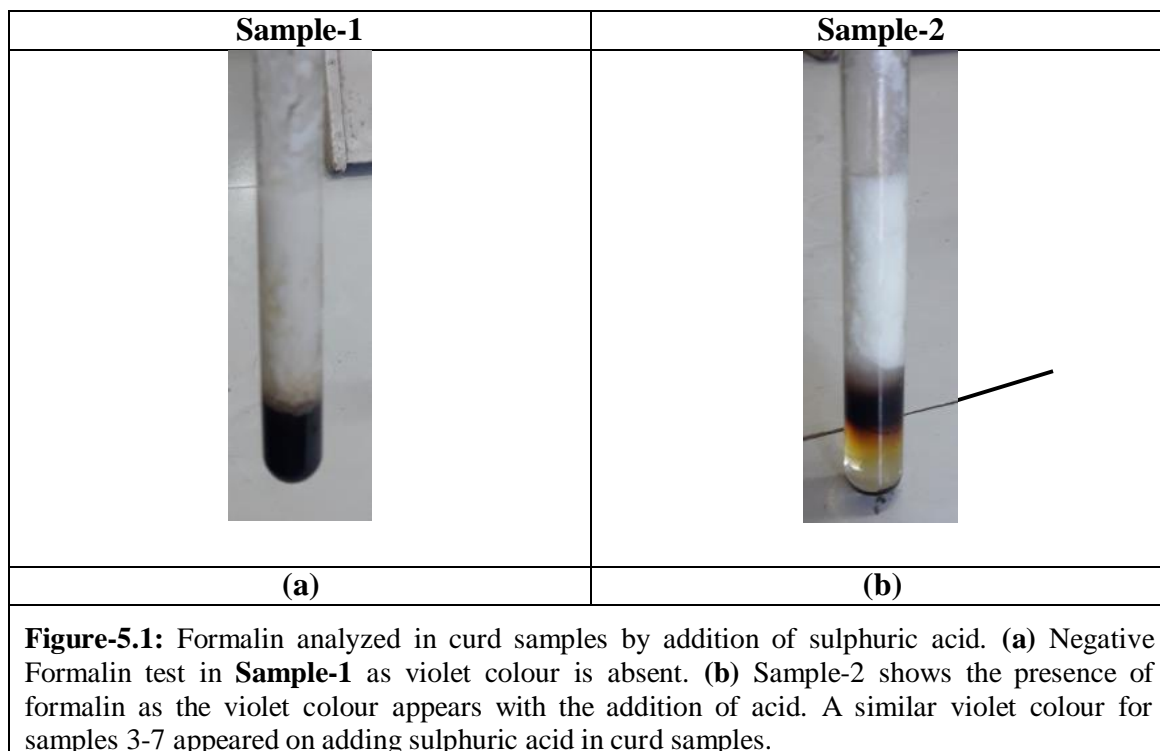 Sample-1
Sample-2
(a)
(b)
Figure-5.1: Formalin analyzed in curd samples by addition of sulphuric acid. (a) Negative
Formalin test in Sample-1 as violet colour is absent. (b) Sample-2 shows the presence of
formalin as the violet colour appears with the addition of acid. A similar violet colour for
samples 3-7 appeared on adding sulphuric acid in curd samples.